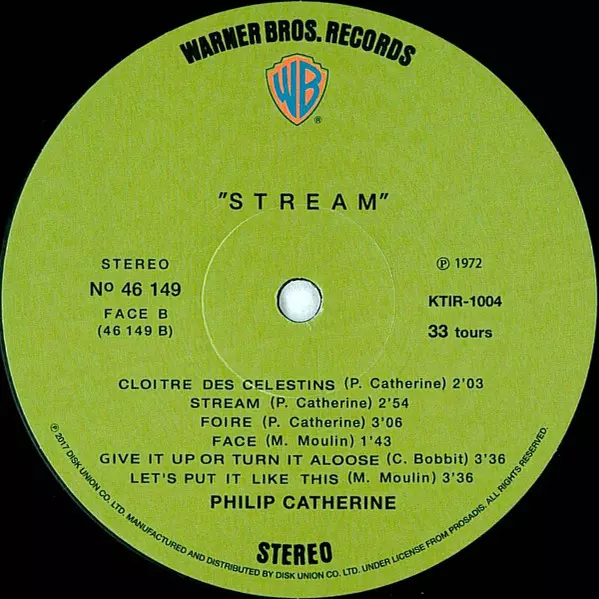 WARNER BROS. RECORDS
WB
®
"STREAM"
STEREO
Nº 46 149
FACE B
(46 149 B)
℗ 1972
KTIR-1004
33 tours
CLOITRE DES CELESTINS (P. Catherine) 2'03
STREAM (P. Catherine) 2'54
FOIRE (P. Catherine) 3'06
FACE (M. Moulin) 1'43
GIVE IT UP OR TURN IT ALOOSE (C. Bobbit) 3'36
LET'S PUT IT LIKE THIS (M. Moulin) 3'36
PHILIP CATHERINE
STEREO
℗ 2017 DISK UNION CO. LTD. MANUFACTURED AND DISTRIBUTED BY DISK UNION CO. LTD. UNDER LICENSE FROM PROSADIS. ALL RIGHTS RESERVED.